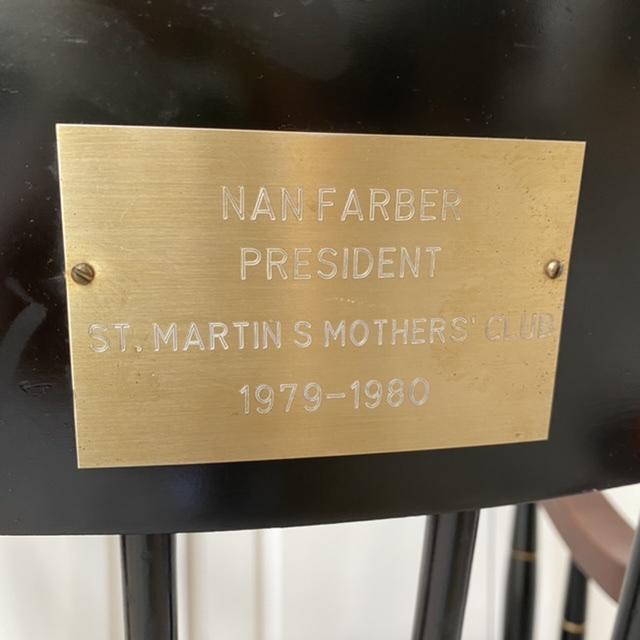 NAN FARBER
PRESIDENT
ST. MARTIN S MOTHERS' CLUB
1979-1980